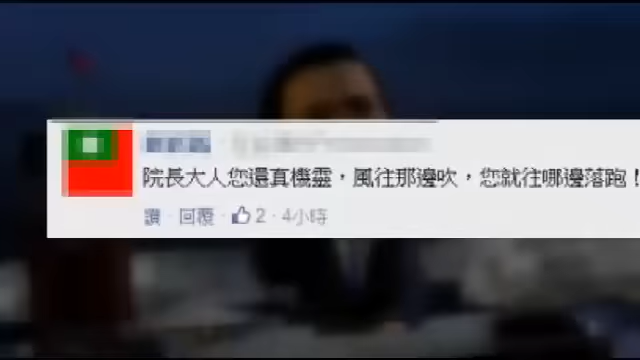 院長大人您還真機靈，風往那邊吹，您就往哪邊落跑！
讚 · 回覆 · 2 · 4小時